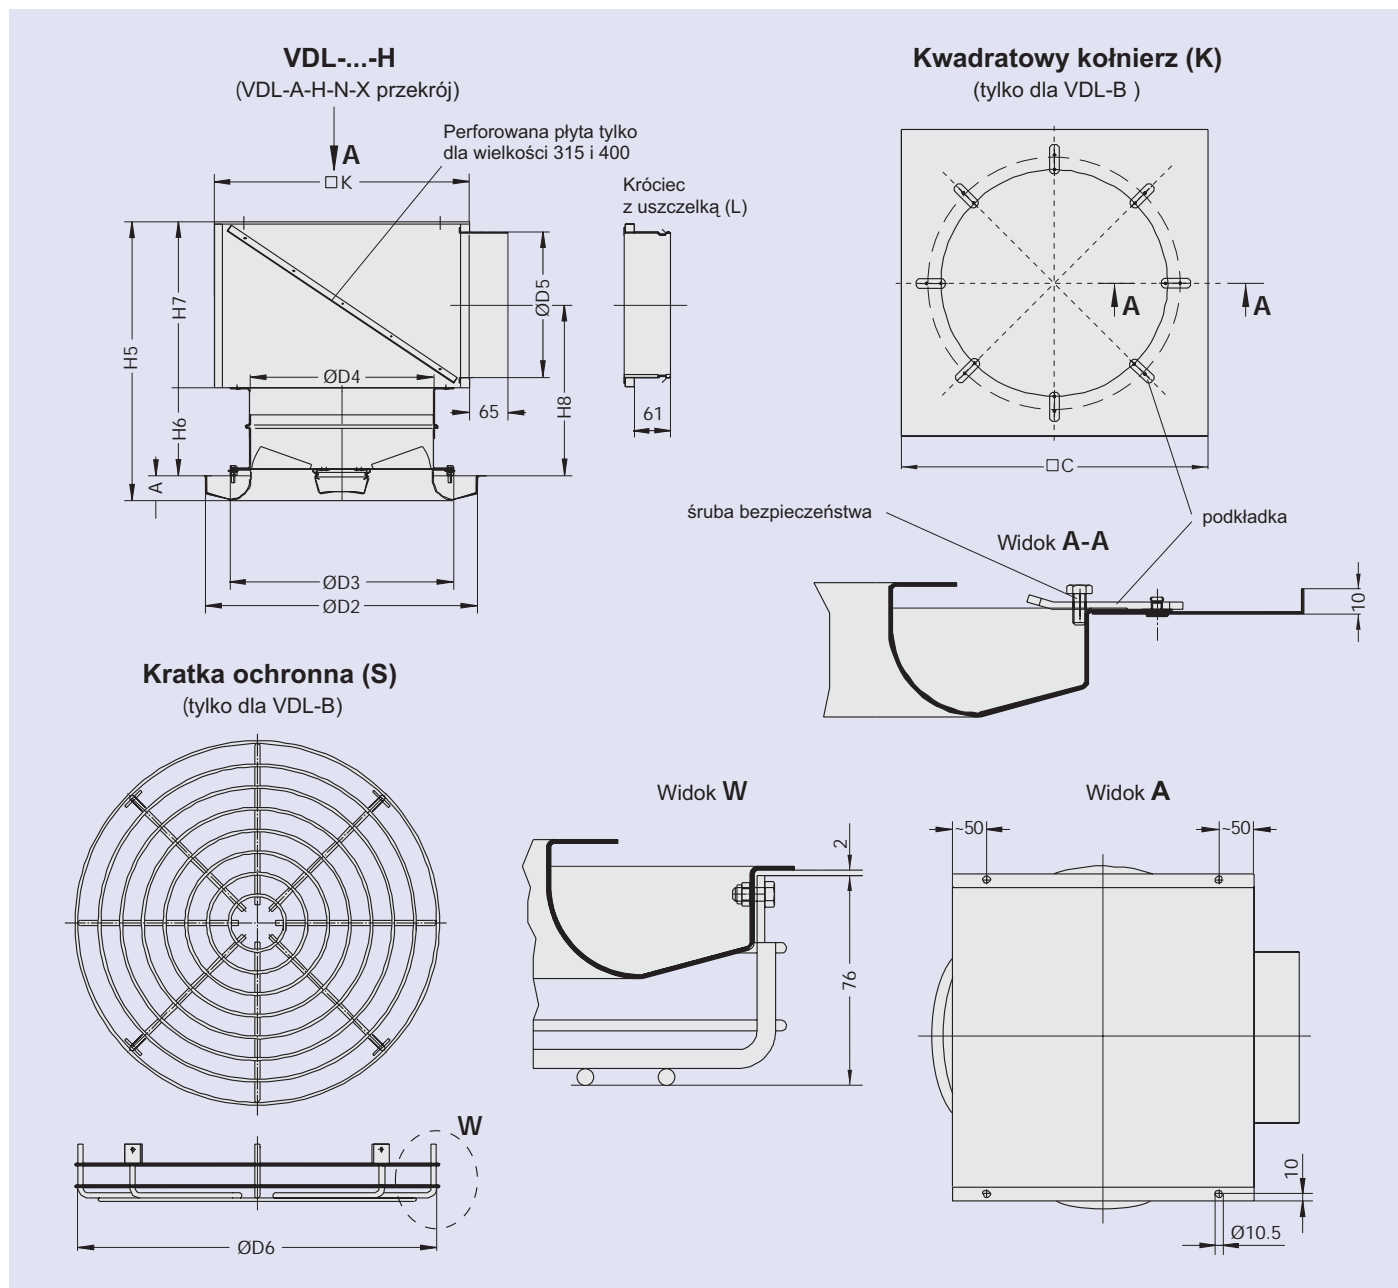 VDL-...-H
(VDL-A-H-N-X przekrój)
A
Perforowana płyta tylko
dla wielkości 315 i 400
□K
Króciec
z uszczelką (L)
H7
H5
ØD5
ØD4
H6
H8
65
61
A
ØD3
ØD2
Kwadratowy kołnierz (K)
(tylko dla VDL-B )
A
A
□C
śruba bezpieczeństwa
podkładka
Widok A-A
10
Kratka ochronna (S)
(tylko dla VDL-B)
W
ØD6
Widok W
2
76
Widok A
~50
~50
10
Ø10.5